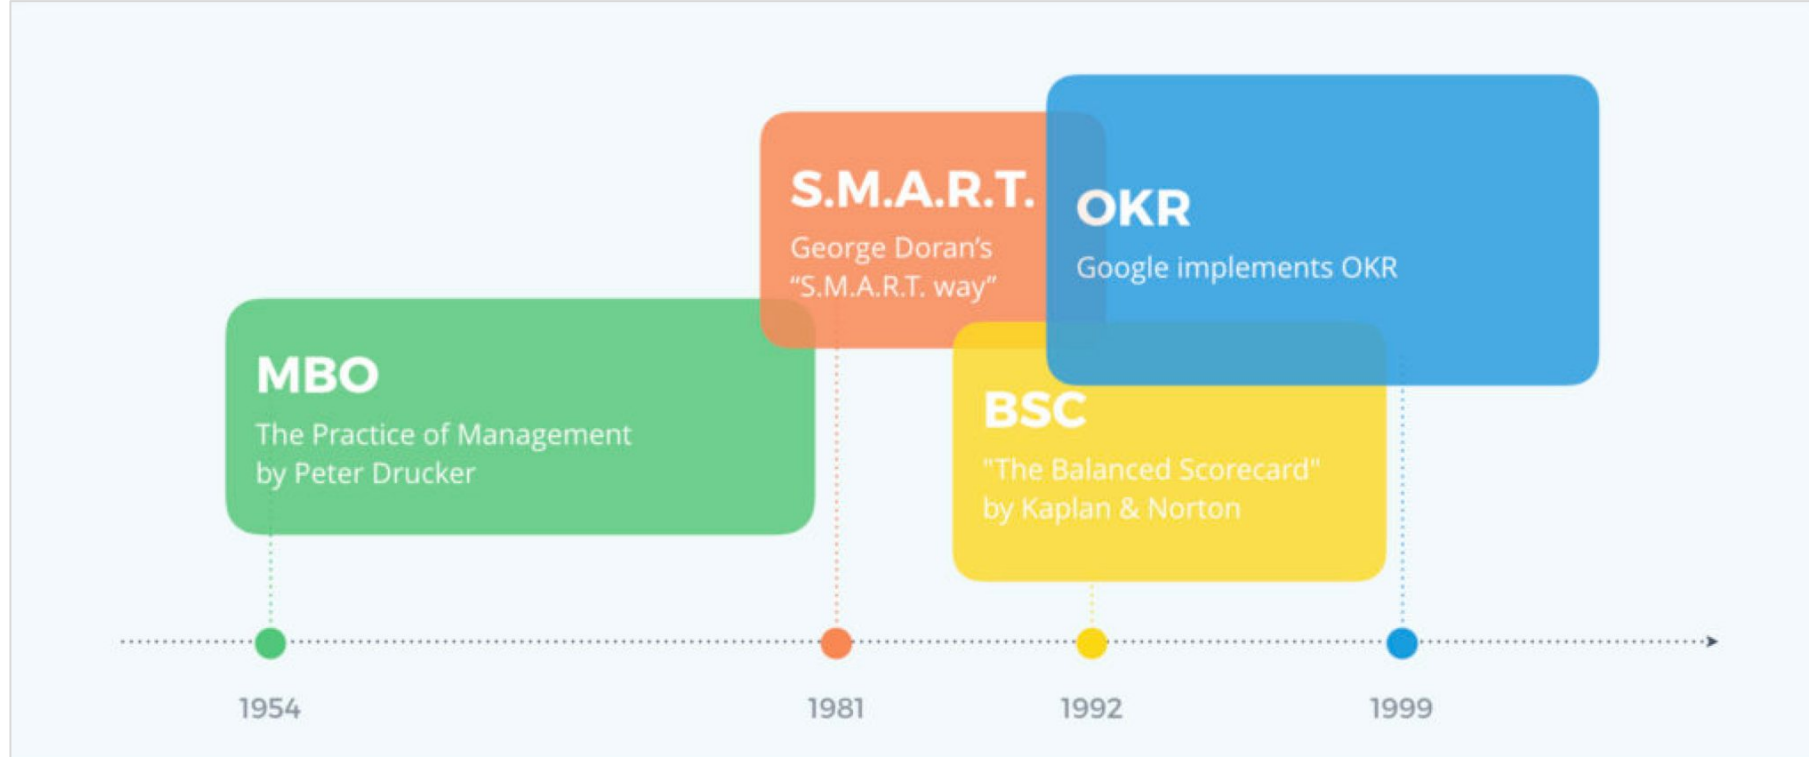 MBO
The Practice of Management
by Peter Drucker
S.M.A.R.T.
George Doran’s
“S.M.A.R.T. way”
BSC
"The Balanced Scorecard"
by Kaplan & Norton
OKR
Google implements OKR
1954
1981
1992
1999